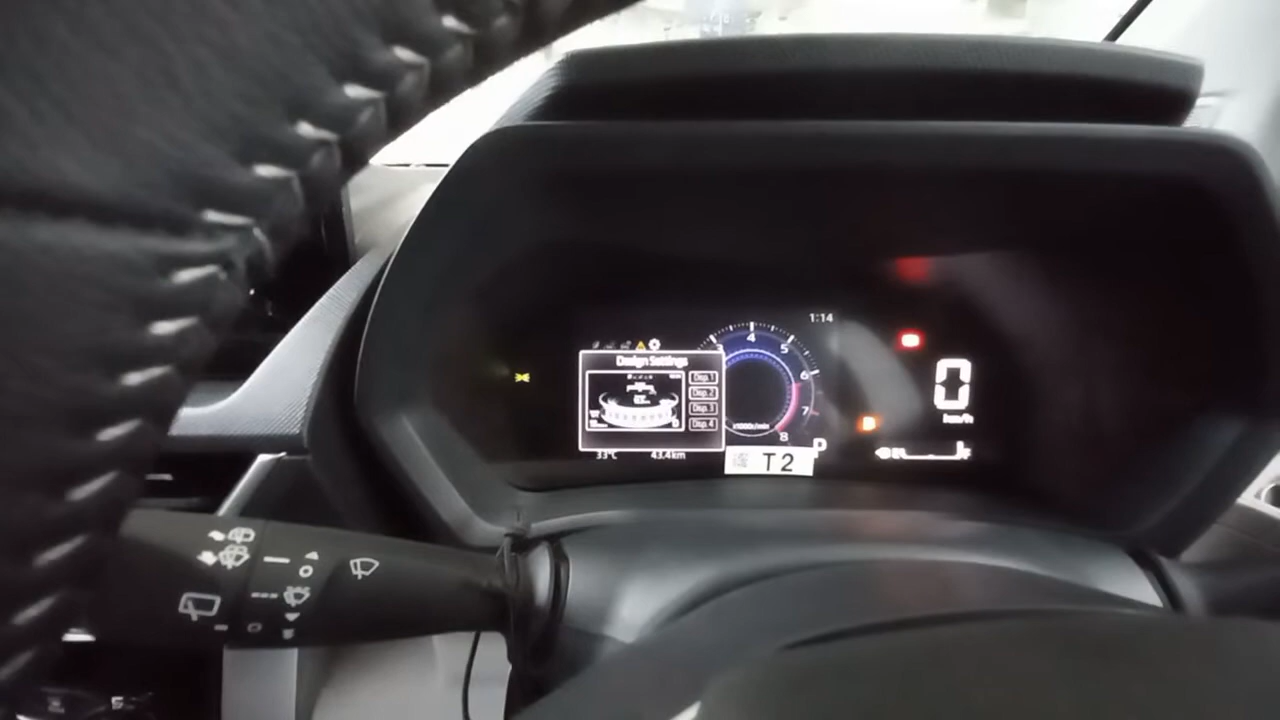 1:14
Design Settings
Disp.1
Disp.2
Disp.3
Disp.4
4
5
6
7
8
x1000r/min
33°C
43.4km
P
T2
0
km/h